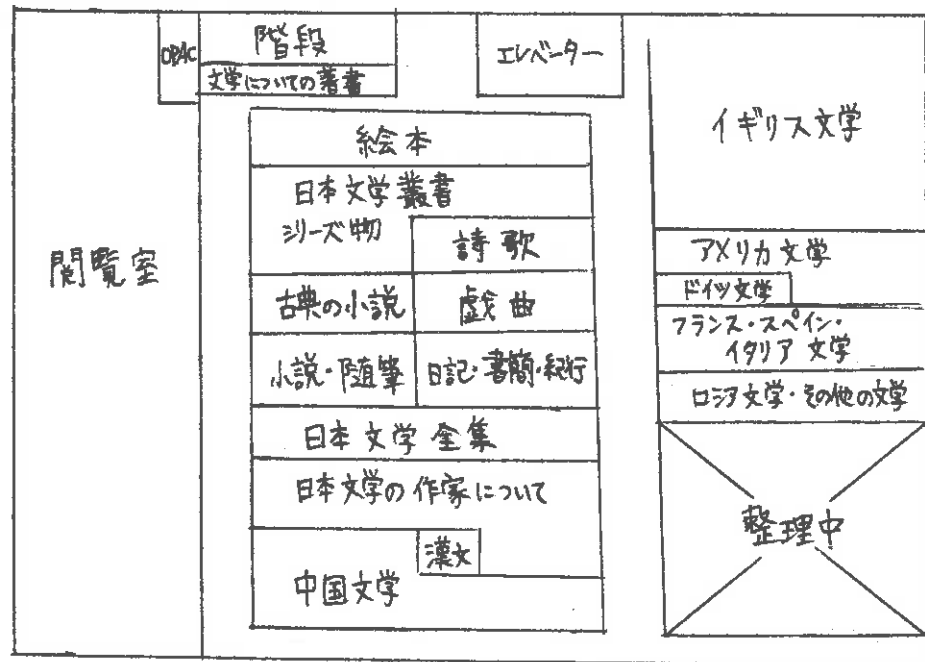 OPAC
階段
文学についての著書
エレベーター
閲覧室
絵本
日本文学叢書
シリーズ物
詩歌
古典の小説
戯曲
小説・随筆
日記・書簡・紀行
日本文学全集
日本文学の作家について
漢文
中国文学
イギリス文学
アメリカ文学
ドイツ文学
フランス・スペイン・
イタリア文学
ロシア文学・その他の文学
整理中